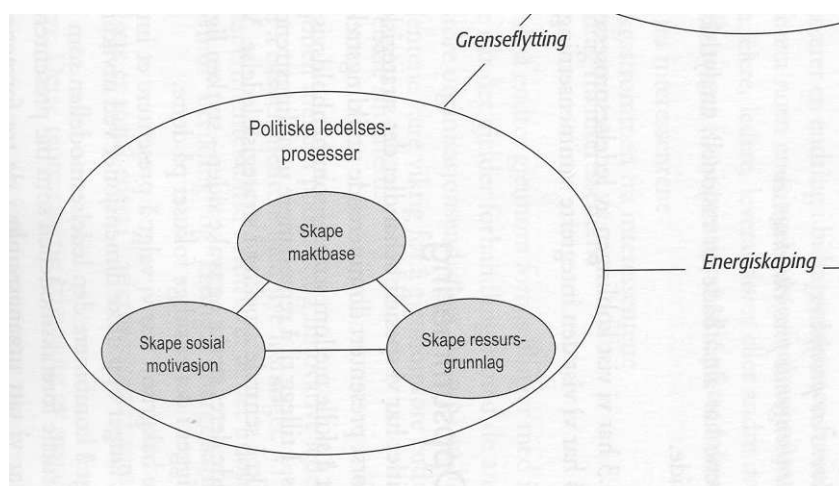 Grenseflytting
Politiske ledelses-
prosesser
Skape
maktbase
Energiskaping
Skape sosial
motivasjon
Skape ressurs-
grunnlag